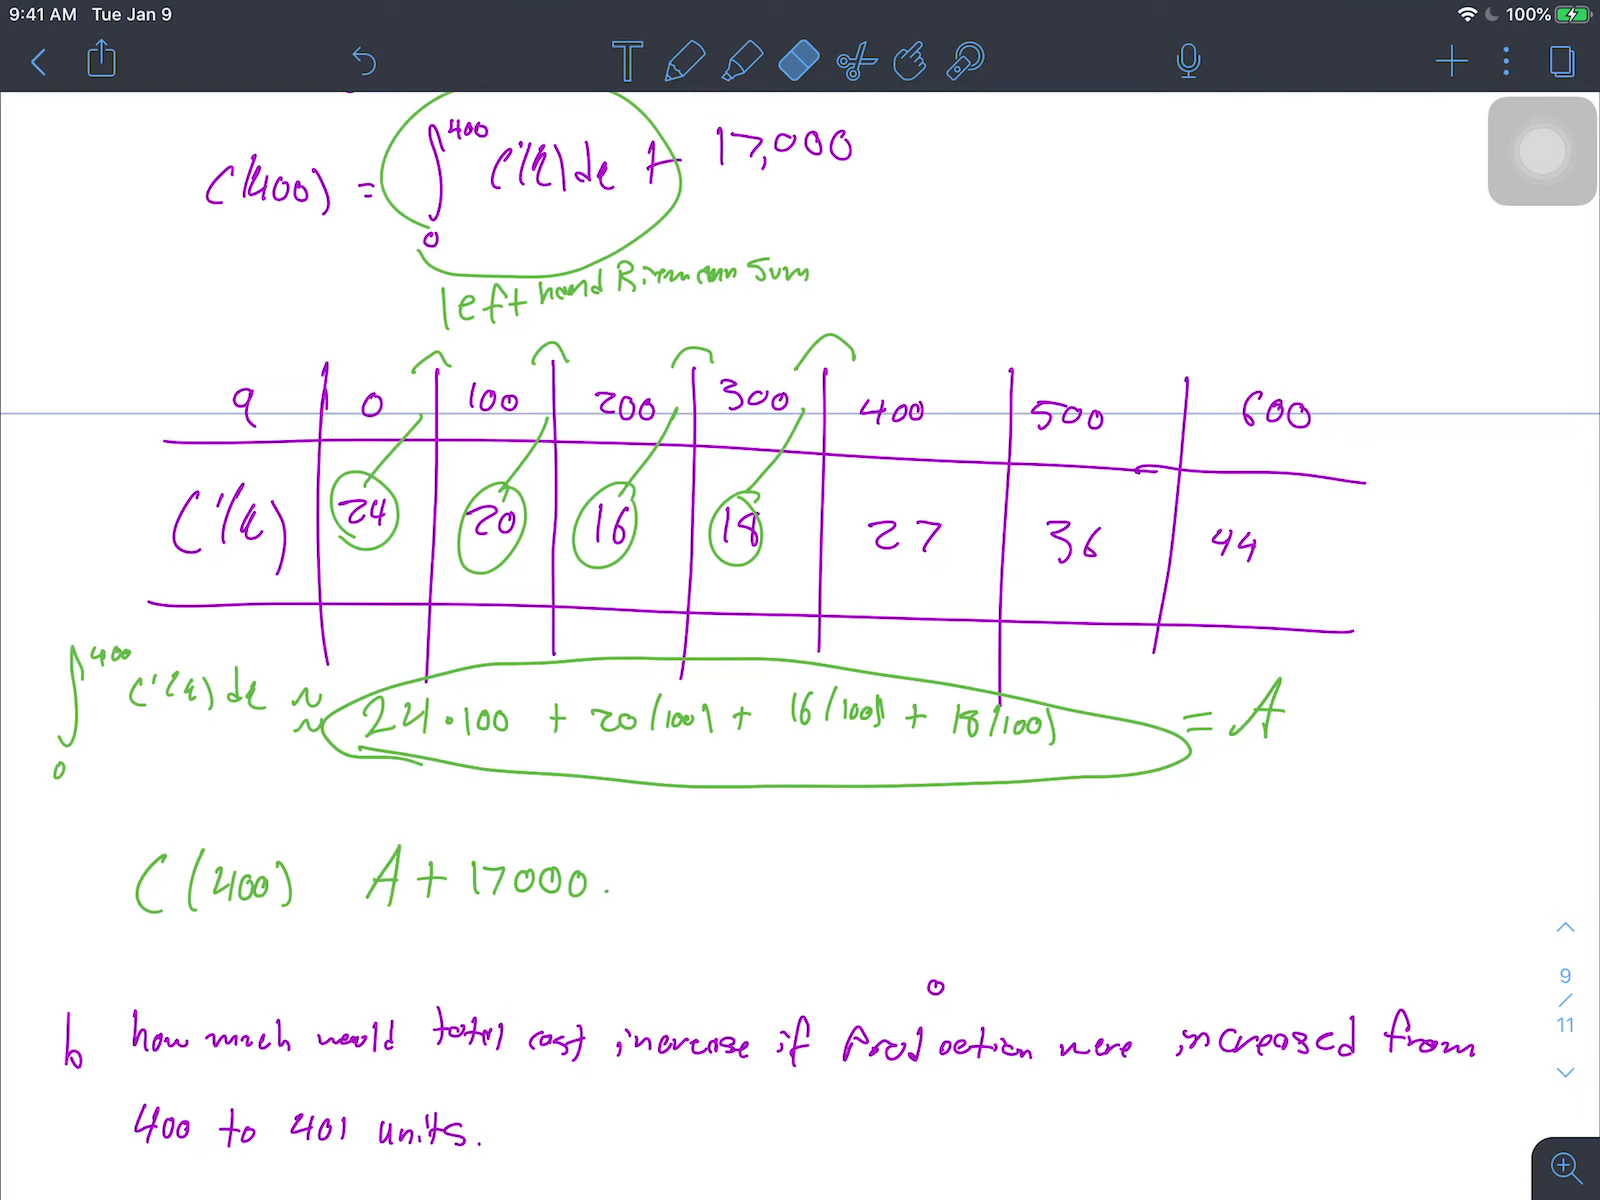 9:41 AM Tue Jan 9 100%
C(400) = ∫₀⁴⁰⁰ C'(q)dq + 17,000
left hand Riemann Sum
q 0 100 200 300 400 500 600
C'(q) 24 20 16 18 27 36 44
∫₀⁴⁰⁰ C'(q)dq ≈ 24·100 + 20(100) + 16(100) + 18(100) = A
C(400) A + 17000.
b how much would total cost increase if production were increased from
400 to 401 units.
9
/
11